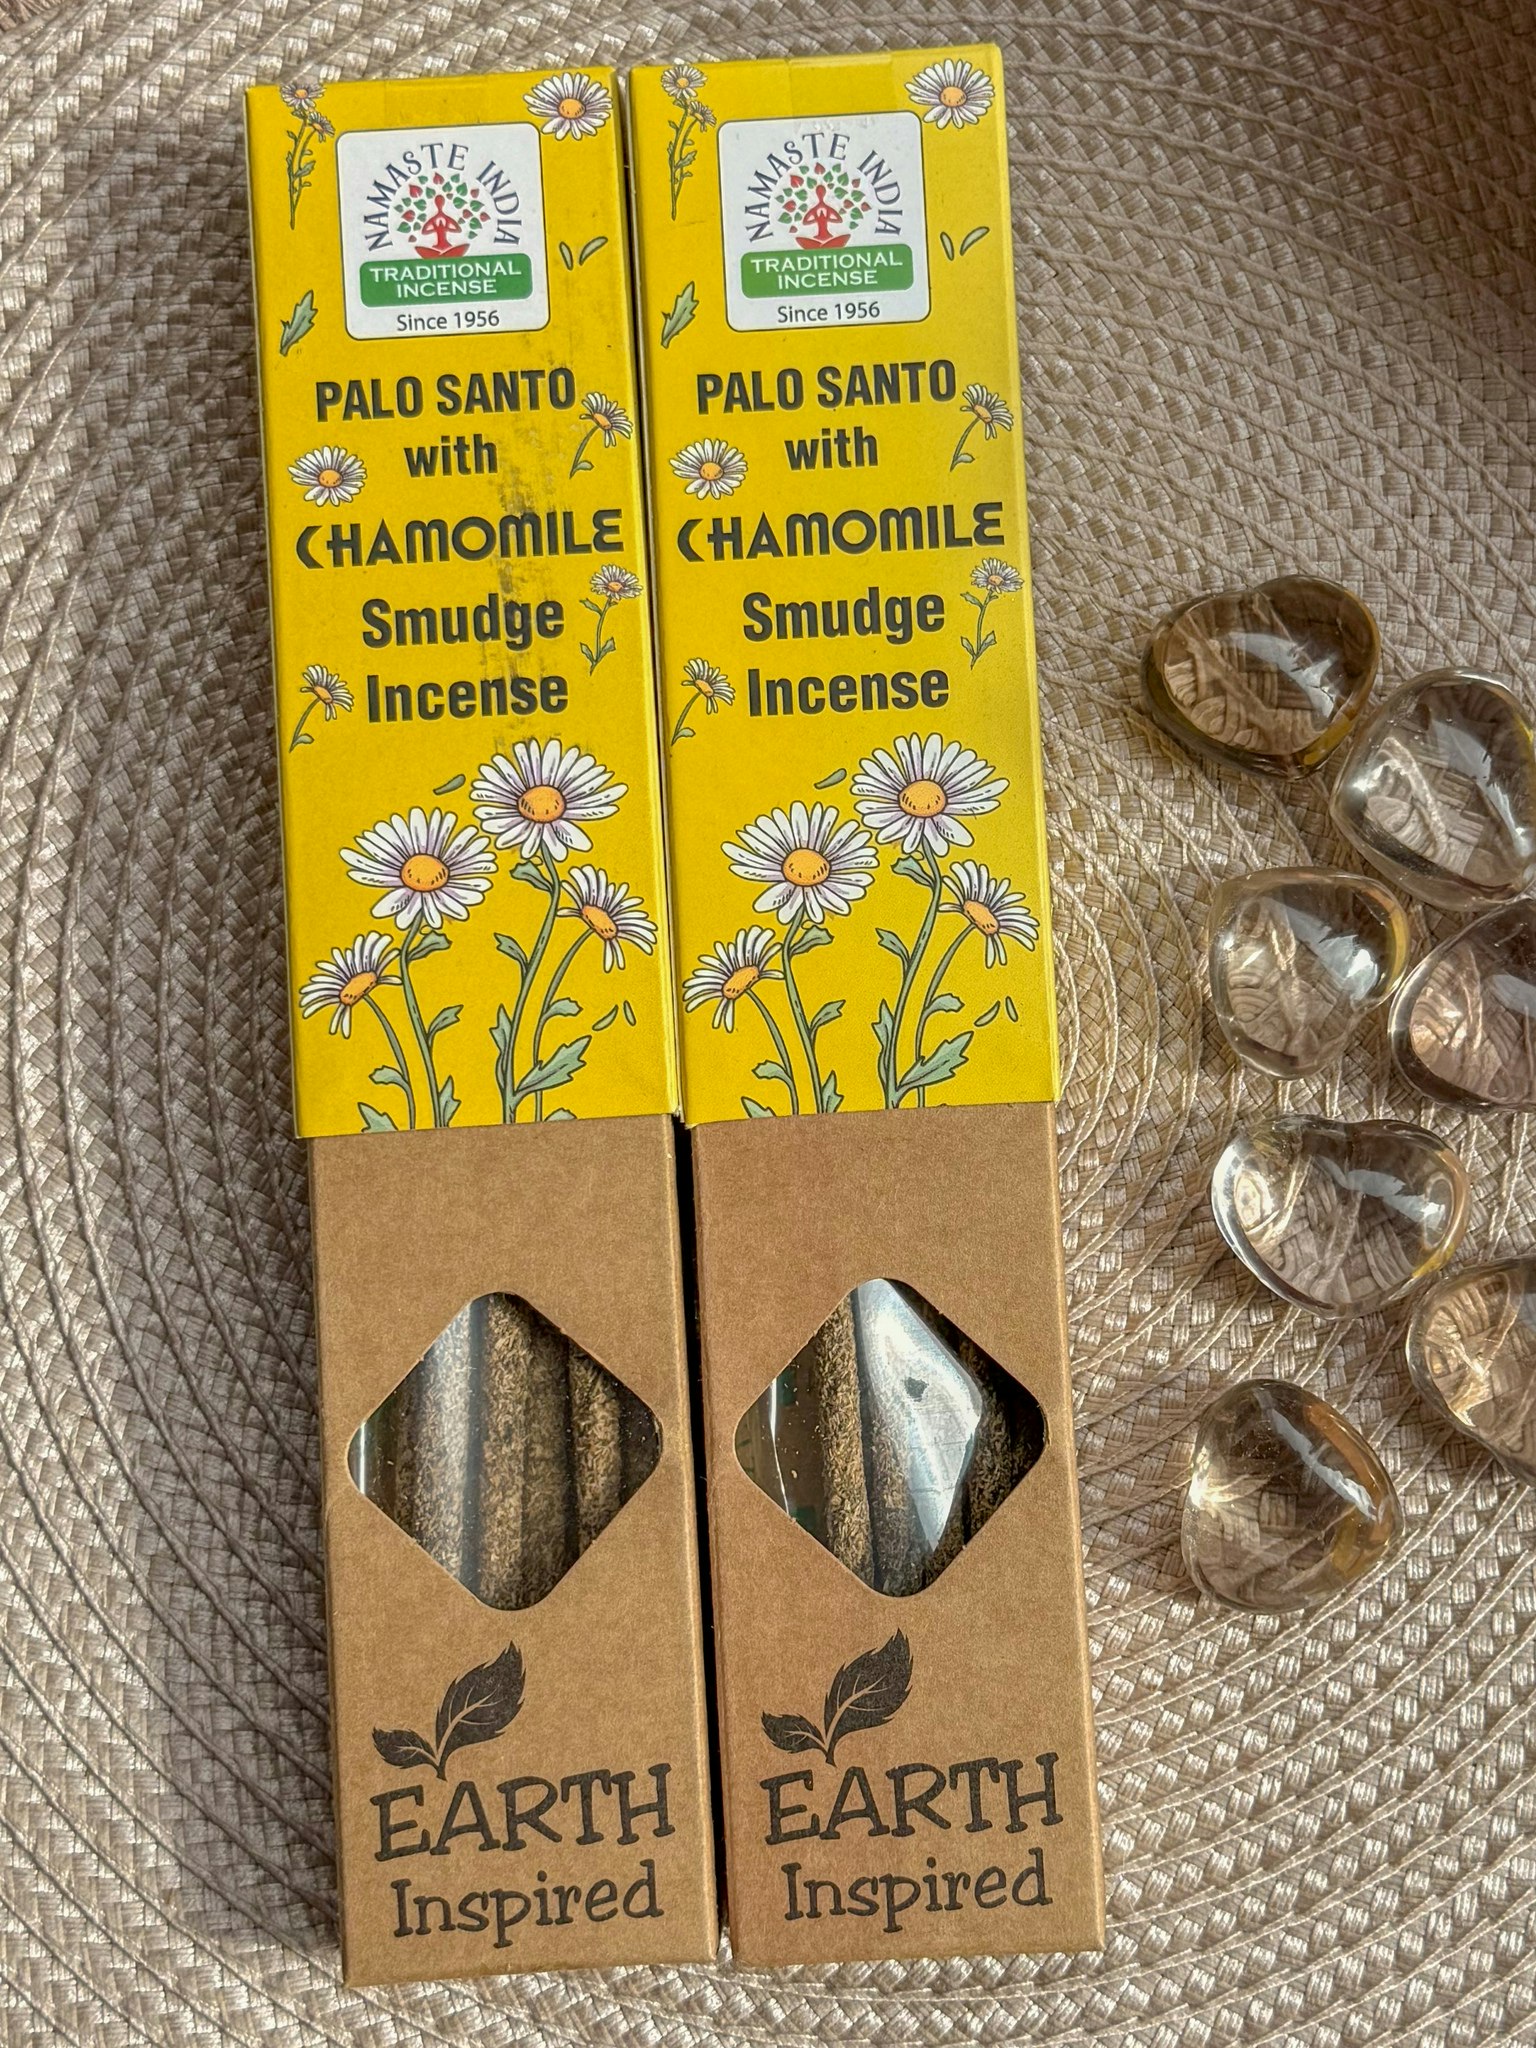 NAMASTE INDIA
TRADITIONAL
INCENSE
Since 1956
PALO SANTO
with
CHAMOMILE
Smudge
Incense
EARTH
Inspired
NAMASTE INDIA
TRADITIONAL
INCENSE
Since 1956
PALO SANTO
with
CHAMOMILE
Smudge
Incense
EARTH
Inspired